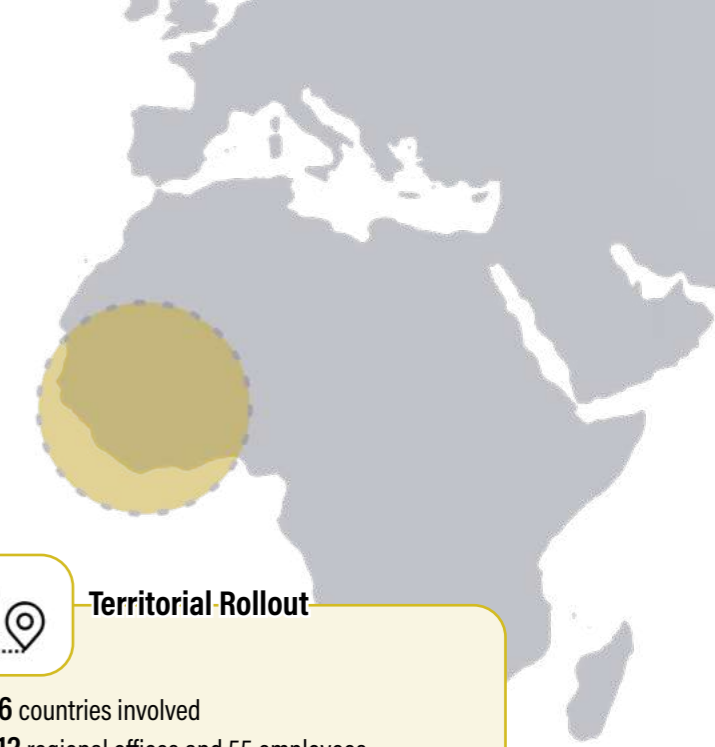 Territorial Rollout
6 countries involved
12 regional offices and 55 employees